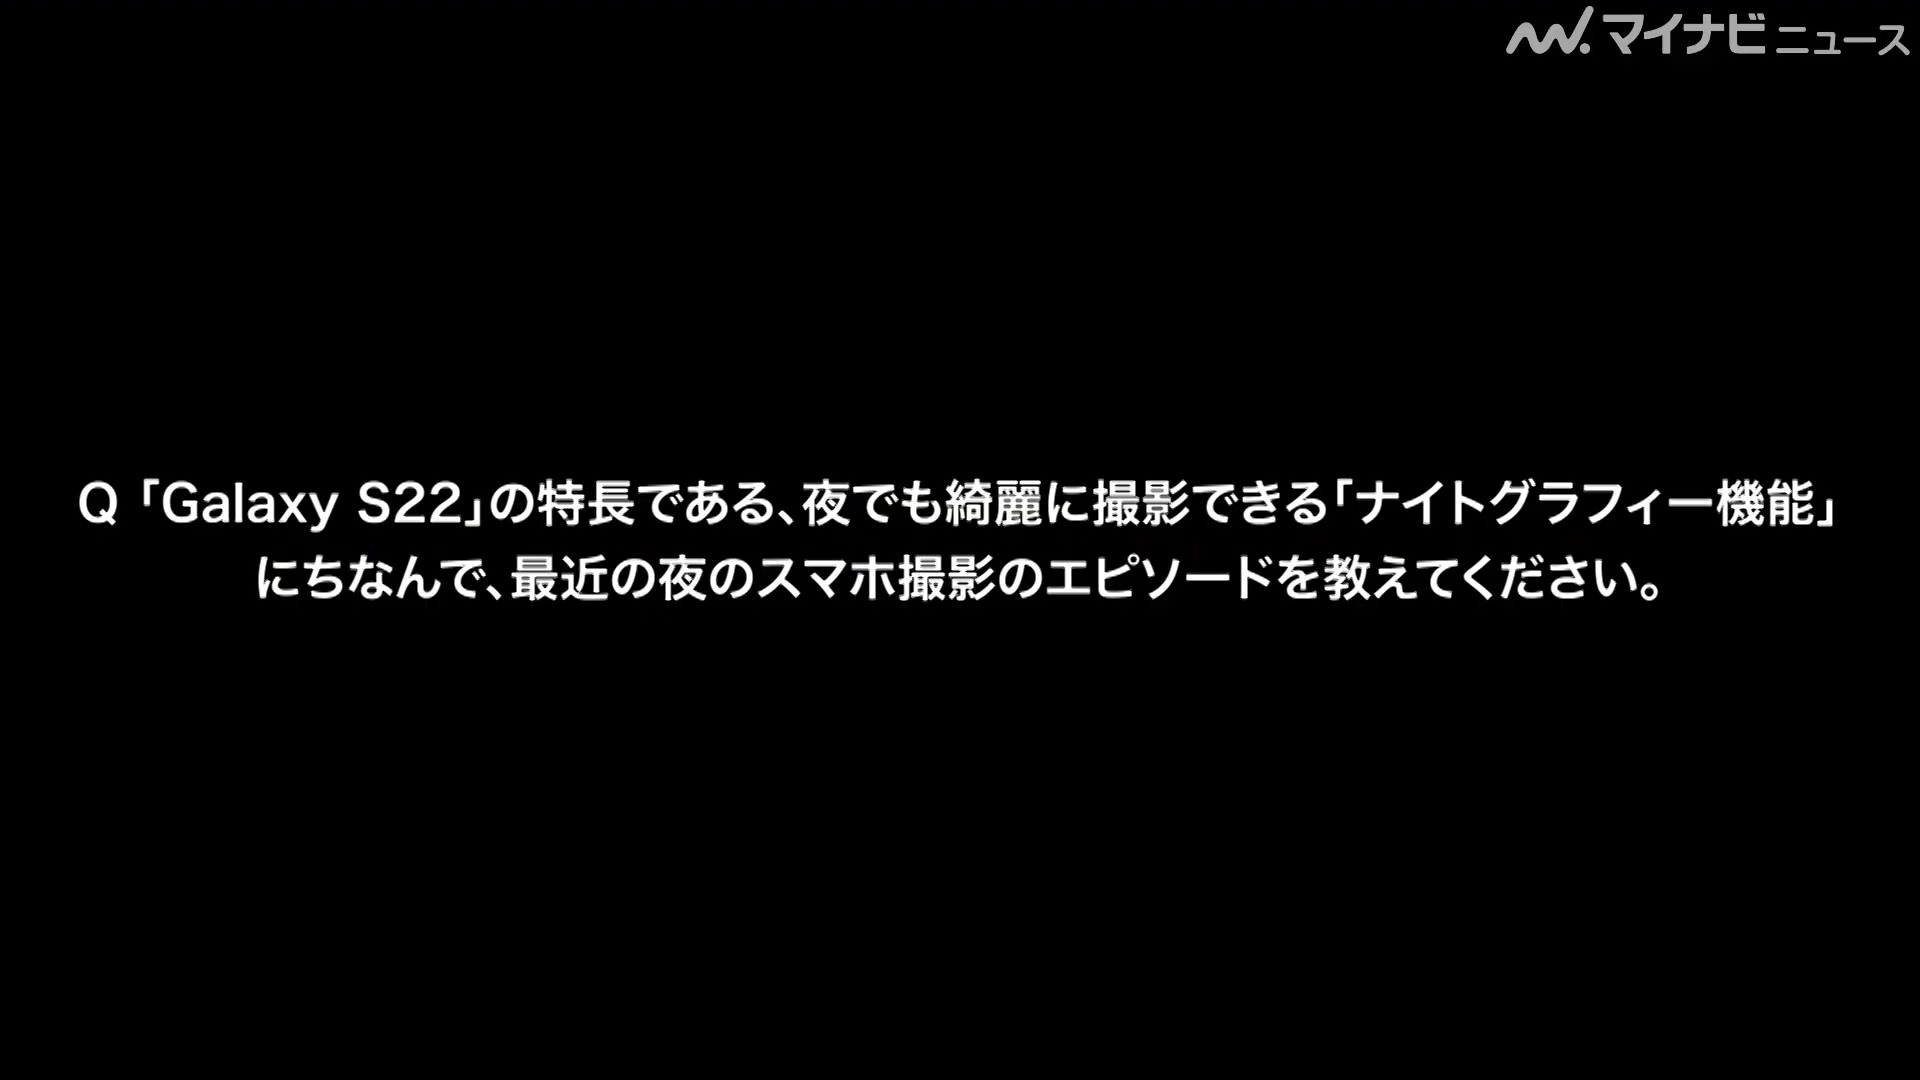 マイナビニュース
Q「Galaxy S22」の特長である、夜でも綺麗に撮影できる「ナイトグラフィー機能」
にちなんで、最近の夜のスマホ撮影のエピソードを教えてください。